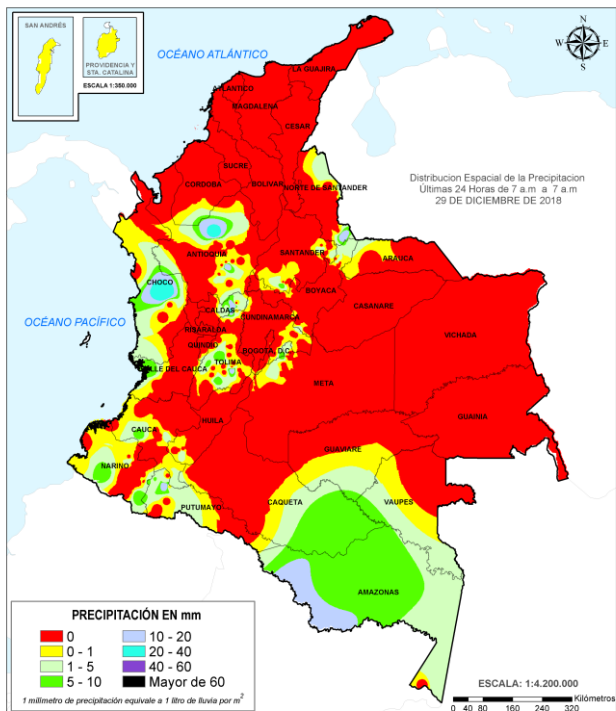 SAN ANDRÉS
PROVIDENCIA Y
STA. CATALINA
ESCALA 1:350.000
OCÉANO ATLÁNTICO
N
W
E
S
LA GUAJIRA
ATLANTICO
MAGDALENA
CESAR
SUCRE
CORDOBA
BOLIVAR
NORTE DE SANTANDER
Distribucion Espacial de la Precipitacion
Últimas 24 Horas de 7 a.m a 7 a.m
29 DE DICIEMBRE DE 2018
ANTIOQUIA
SANTANDER
ARAUCA
CHOCO
BOYACA
CASANARE
CALDAS
CUNDINAMARCA
VICHADA
OCÉANO PACÍFICO
RISARALDA
QUINDIO
BOGOTA, D.C.
TOLIMA
VALLE DEL CAUCA
META
GUAINIA
HUILA
CAUCA
GUAVIARE
NARIÑO
CAQUETA
VAUPES
PUTUMAYO
AMAZONAS
PRECIPITACIÓN EN mm
0
10 - 20
0 - 1
20 - 40
1 - 5
40 - 60
5 - 10
Mayor de 60
1 milimetro de precipitación equivale a 1 litro de lluvia por m2
ESCALA: 1:4.200.000
Kilómetros
0 40 80 160 240 320